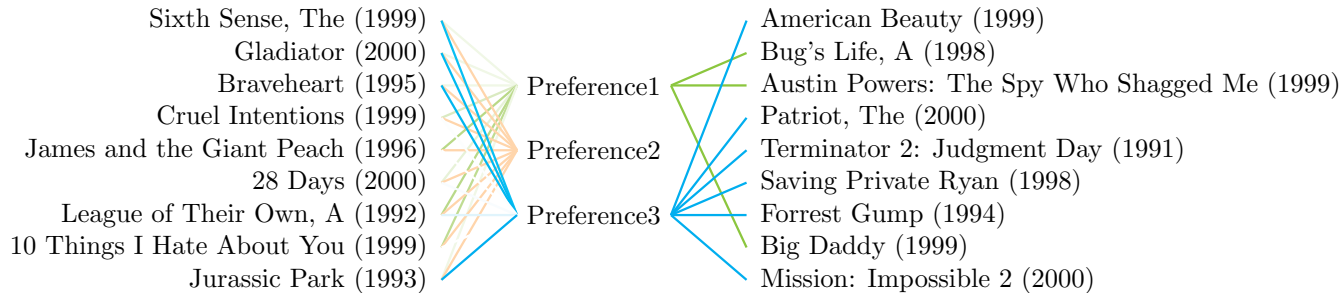 Sixth Sense, The (1999)
Gladiator (2000)
Braveheart (1995)
Cruel Intentions (1999)
James and the Giant Peach (1996)
28 Days (2000)
League of Their Own, A (1992)
10 Things I Hate About You (1999)
Jurassic Park (1993)
Preference1
Preference2
Preference3
American Beauty (1999)
Bug's Life, A (1998)
Austin Powers: The Spy Who Shagged Me (1999)
Patriot, The (2000)
Terminator 2: Judgment Day (1991)
Saving Private Ryan (1998)
Forrest Gump (1994)
Big Daddy (1999)
Mission: Impossible 2 (2000)